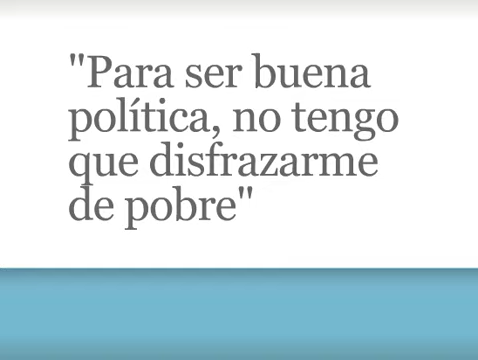 "Para ser buena
política, no tengo
que disfrazarme
de pobre"